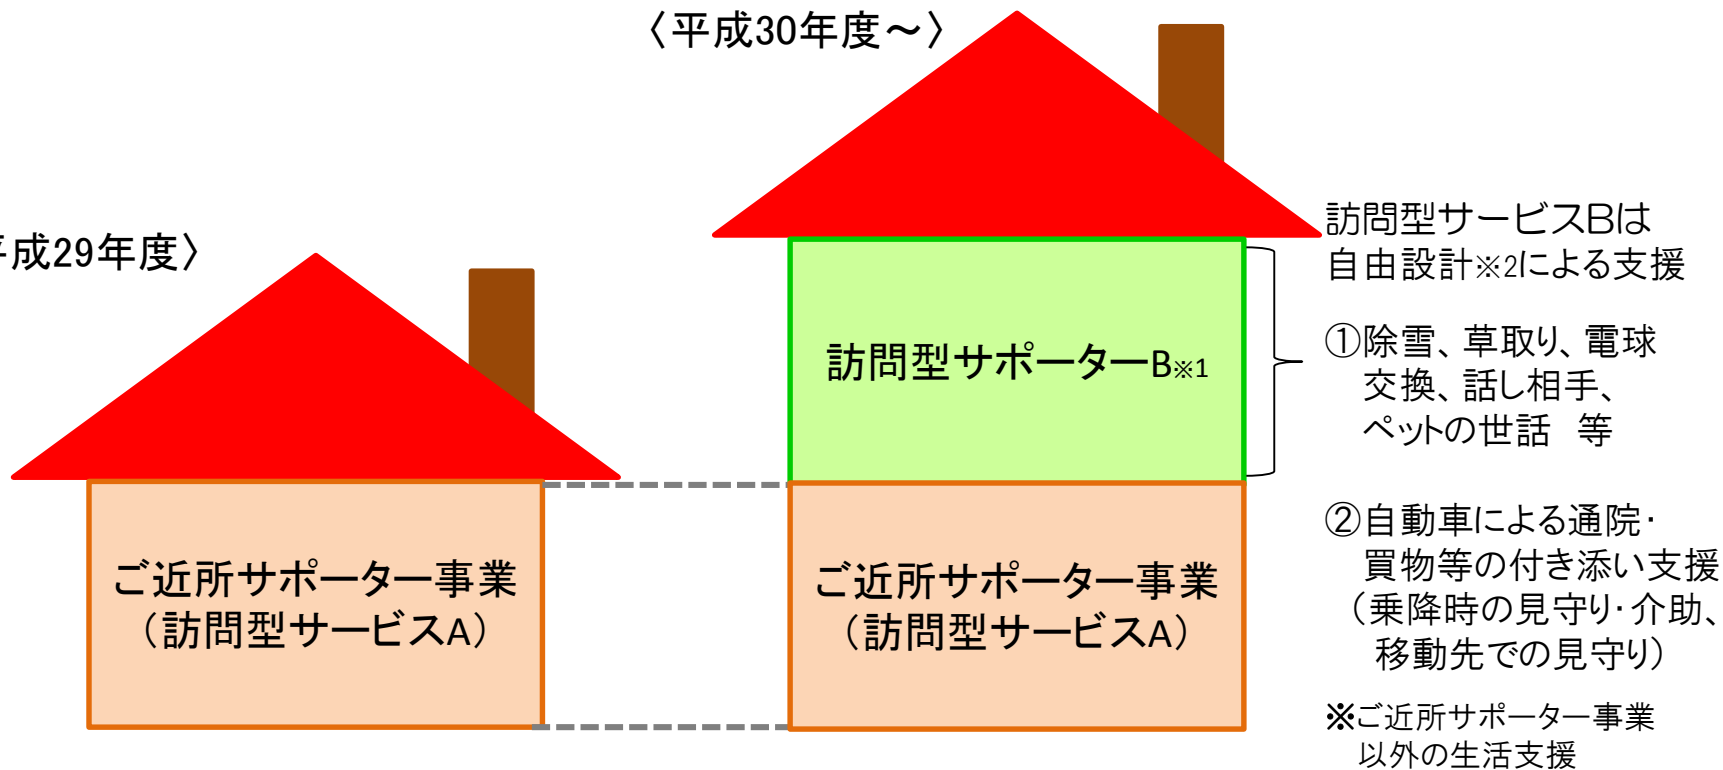 〈平成30年度～〉
平成29年度〉
訪問型サポーターB※1
ご近所サポーター事業
（訪問型サービスA）
ご近所サポーター事業
（訪問型サービスA）
訪問型サービスBは
自由設計※2による支援
①除雪、草取り、電球
交換、話し相手、
ペットの世話　等
②自動車による通院・
買物等の付き添い支援
（乗降時の見守り・介助、
移動先での見守り）
※ご近所サポーター事業
以外の生活支援